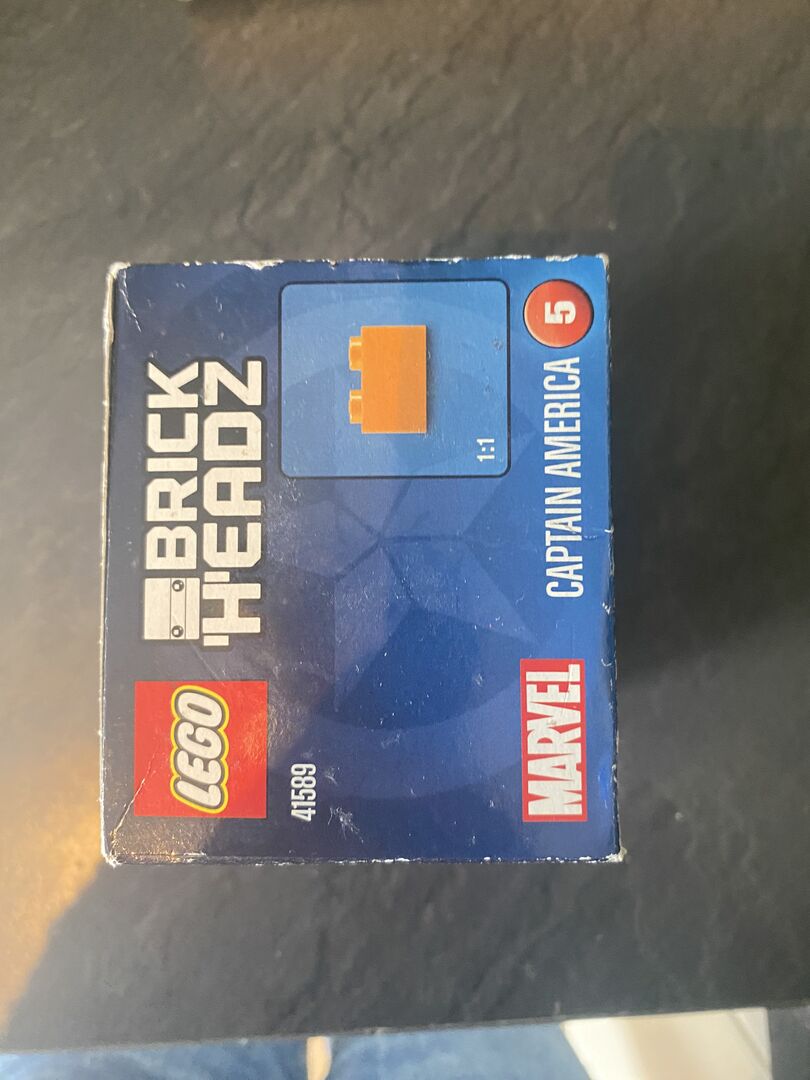 LEGO
BRICK
'HEADZ
41589
1:1
MARVEL
CAPTAIN AMERICA
5